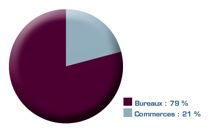 Bureaux : 79 %
Commerces : 21 %